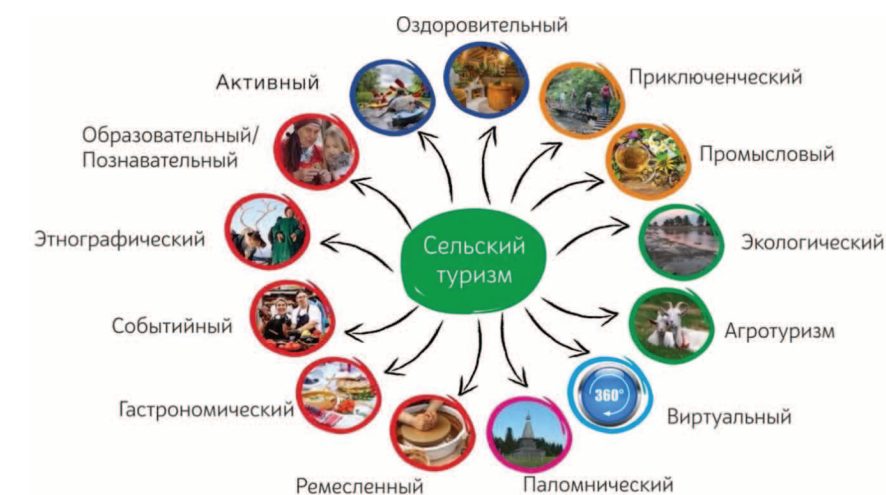 Оздоровительный
Активный
Приключенческий
Образовательный/
Познавательный
Промысловый
Этнографический
Сельский
туризм
Экологический
Событийный
Агротуризм
360°
Гастрономический
Виртуальный
Ремесленный
Паломнический